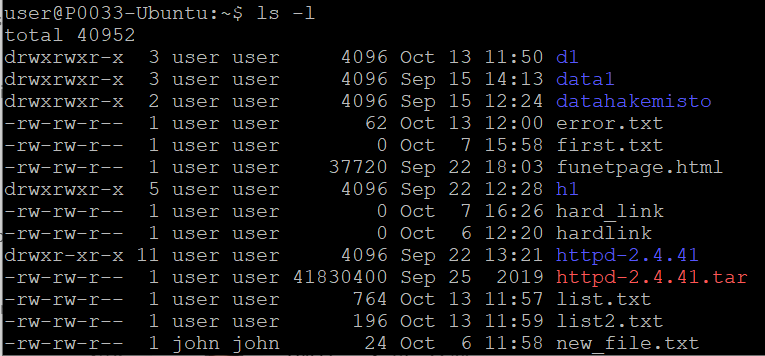 user@P0033-Ubuntu:~$ ls -l
total 40952
drwxrwxr-x  3 user user     4096 Oct 13 11:50 d1
drwxrwxr-x  3 user user     4096 Sep 15 14:13 data1
drwxrwxr-x  2 user user     4096 Sep 15 12:24 datahakemisto
-rw-rw-r--  1 user user       62 Oct 13 12:00 error.txt
-rw-rw-r--  1 user user        0 Oct  7 15:58 first.txt
-rw-rw-r--  1 user user    37720 Sep 22 18:03 funetpage.html
drwxrwxr-x  5 user user     4096 Sep 22 12:28 h1
-rw-rw-r--  1 user user        0 Oct  7 16:26 hard_link
-rw-rw-r--  1 user user        0 Oct  6 12:20 hardlink
drwxr-xr-x 11 user user     4096 Sep 22 13:21 httpd-2.4.41
-rw-rw-r--  1 user user 41830400 Sep 25  2019 httpd-2.4.41.tar
-rw-rw-r--  1 user user      764 Oct 13 11:57 list.txt
-rw-rw-r--  1 user user      196 Oct 13 11:59 list2.txt
-rw-rw-r--  1 john john       24 Oct  6 11:58 new_file.txt